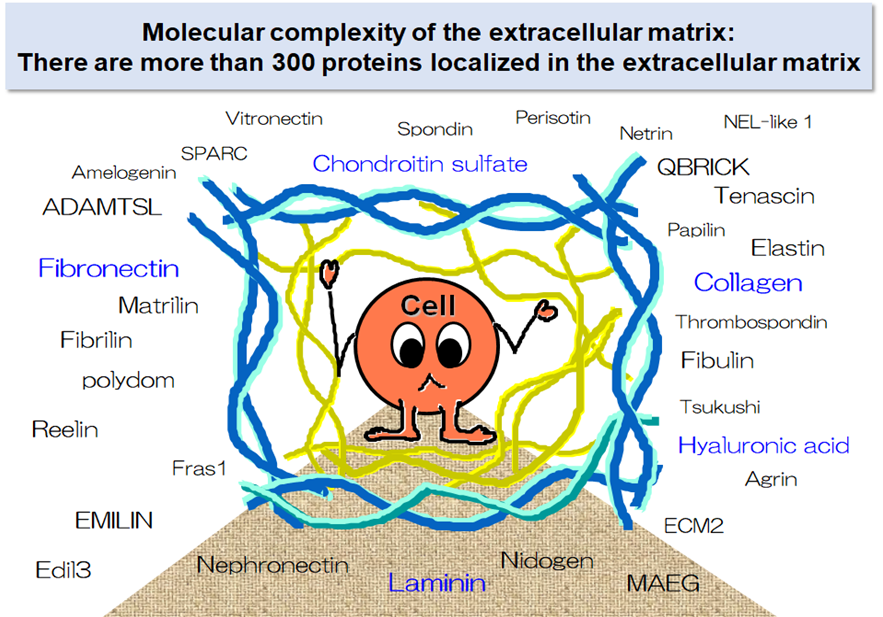 Molecular complexity of the extracellular matrix:
There are more than 300 proteins localized in the extracellular matrix
Vitronectin
Spondin
Perisotin
Netrin
NEL-like 1
SPARC
Chondroitin sulfate
QBRICK
Amelogenin
Tenascin
ADAMTSL
Papilin
Elastin
Fibronectin
Collagen
Matrilin
Cell
Thrombospondin
Fibrilin
Fibulin
polydom
Tsukushi
Reelin
Hyaluronic acid
Fras1
Agrin
EMILIN
ECM2
Edil3
Nephronectin
Nidogen
Laminin
MAEG